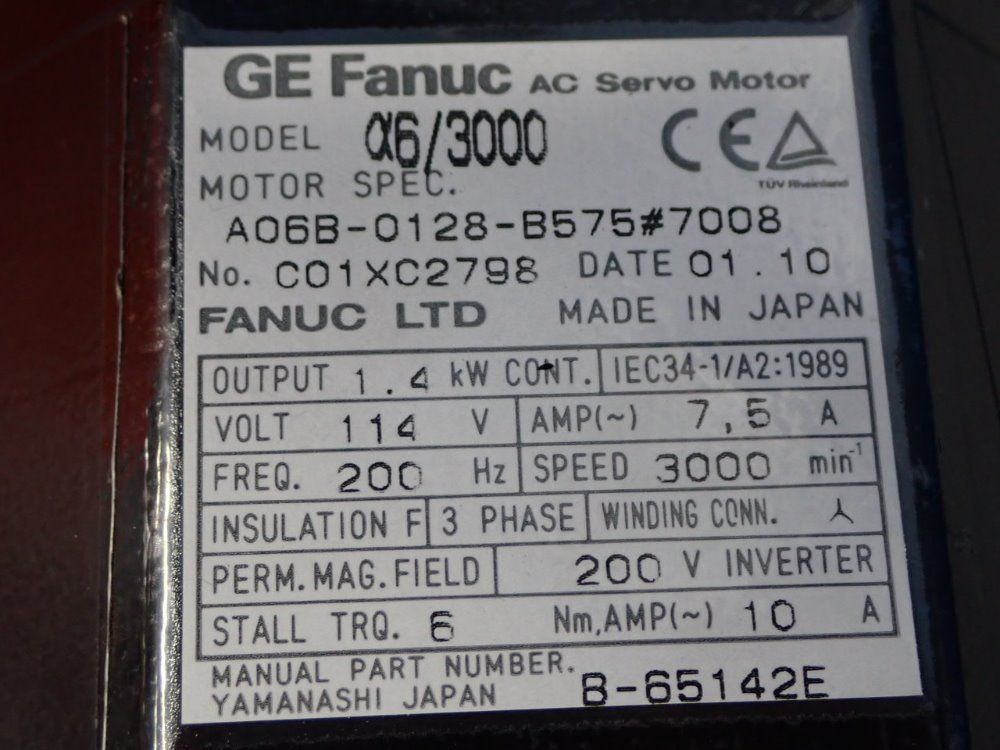 GE Fanuc AC Servo Motor
MODEL α6/3000 CE
TÜV Rheinland
MOTOR SPEC.
A06B-0128-B575#7008
No. C01XC2798 DATE 01.10
FANUC LTD MADE IN JAPAN
OUTPUT 1.4 kW CONT. IEC34-1/A2:1989
VOLT 114 V AMP(~) 7,5 A
FREQ. 200 Hz SPEED 3000 min-1
INSULATION F 3 PHASE WINDING CONN. ⅄
PERM.MAG.FIELD 200 V INVERTER
STALL TRQ. 6 Nm,AMP(~) 10 A
MANUAL PART NUMBER.
YAMANASHI JAPAN B-65142E